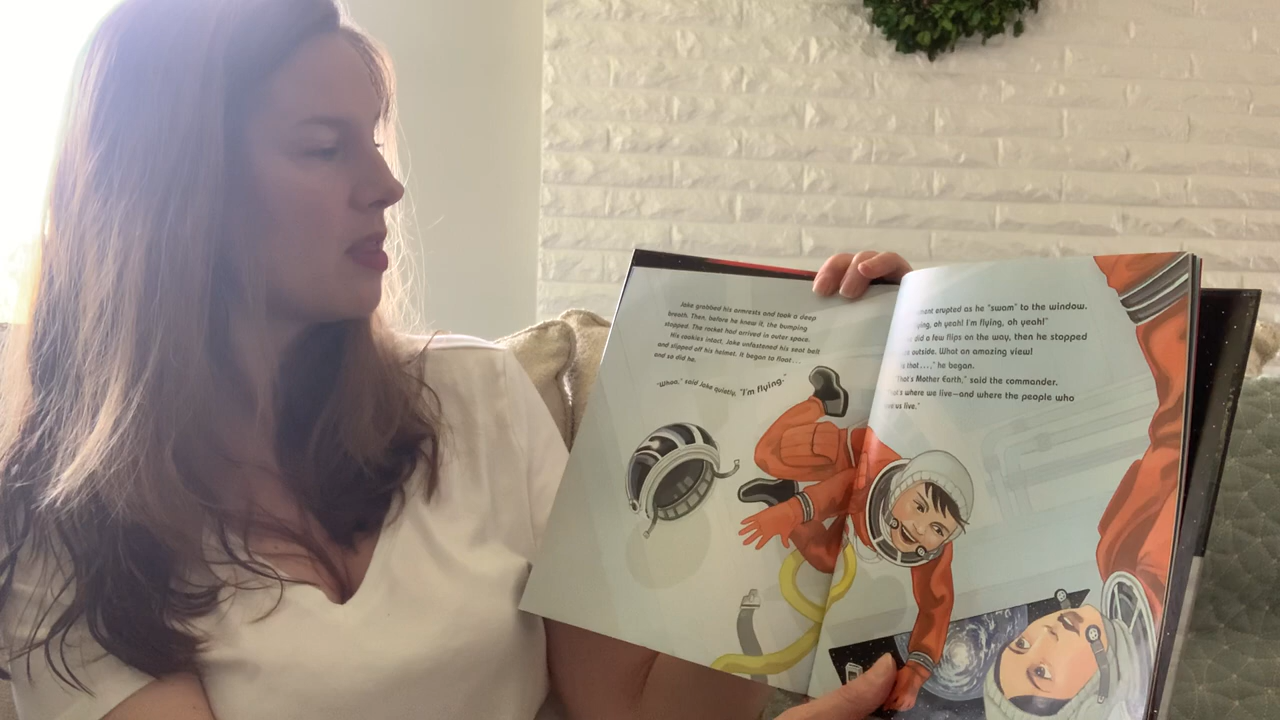 Jake grabbed his armrests and took a deep
breath. Then, before he knew it, the bumping
stopped. The rocket had arrived in outer space.
His cookies intact, Jake unfastened his seat belt
and slipped off his helmet. It began to float . . .
and so did he.
"Whoa," said Jake quietly, "I'm flying."
erupted as he "swam" to the window.
oh yeah! I'm flying, oh yeah!"
did a few flips on the way, then he stopped
outside. What an amazing view!
that . . . ," he began.
"That's Mother Earth," said the commander.
where we live—and where the people who
us live."